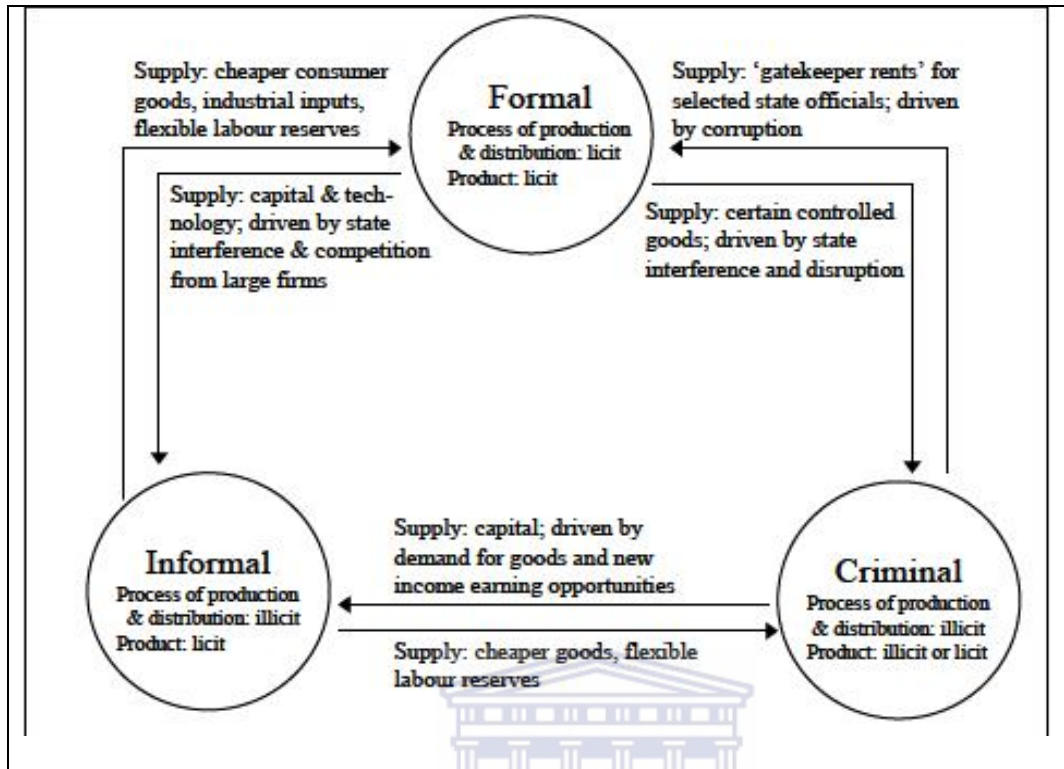 Supply: cheaper consumer
goods, industrial inputs,
flexible labour reserves
Formal
Process of production
& distribution: licit
Product: licit
Supply: ‘gatekeeper rents’ for
selected state officials; driven
by corruption
Supply: capital & tech-
nology; driven by state
interference & competition
from large firms
Supply: certain controlled
goods; driven by state
interference and disruption
Informal
Process of production
& distribution: illicit
Product: licit
Supply: capital; driven by
demand for goods and new
income earning opportunities
Supply: cheaper goods, flexible
labour reserves
Criminal
Process of production
& distribution: illicit
Product: illicit or licit